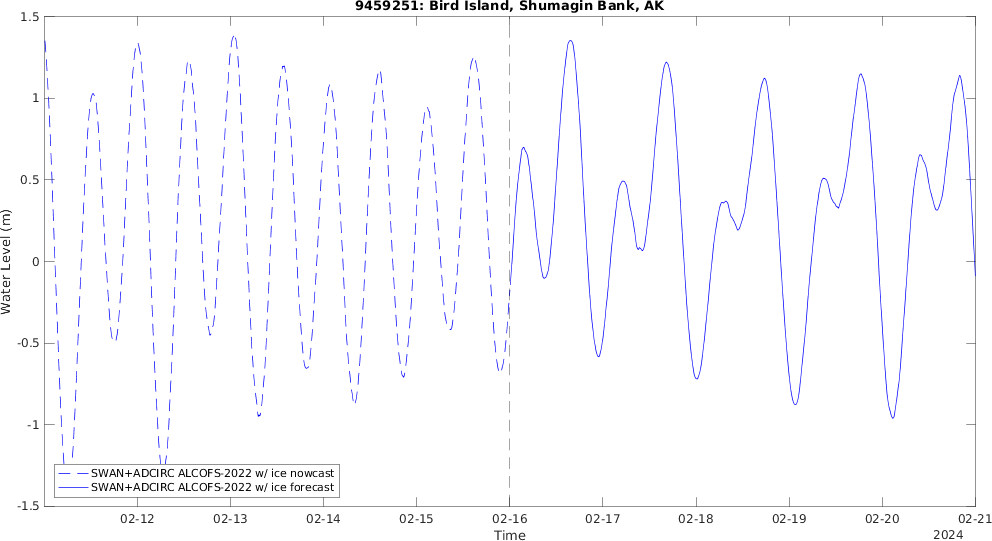 9459251: Bird Island, Shumagin Bank, AK
1.5
1
0.5
0
-0.5
-1
-1.5
Water Level (m)
SWAN+ADCIRC ALCOFS-2022 w/ ice nowcast
SWAN+ADCIRC ALCOFS-2022 w/ ice forecast
02-12 02-13 02-14 02-15 02-16 02-17 02-18 02-19 02-20 02-21
Time
2024